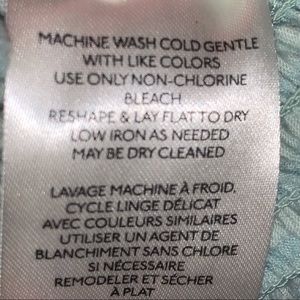 MACHINE WASH COLD GENTLE
WITH LIKE COLORS
USE ONLY NON-CHLORINE
BLEACH
RESHAPE & LAY FLAT TO DRY
LOW IRON AS NEEDED
MAY BE DRY CLEANED
LAVAGE MACHINE À FROID,
CYCLE LINGE DÉLICAT
AVEC COULEURS SIMILAIRES
UTILISER UN AGENT DE
BLANCHIMENT SANS CHLORE
SI NÉCESSAIRE
REMODELER ET SÉCHER
À PLAT